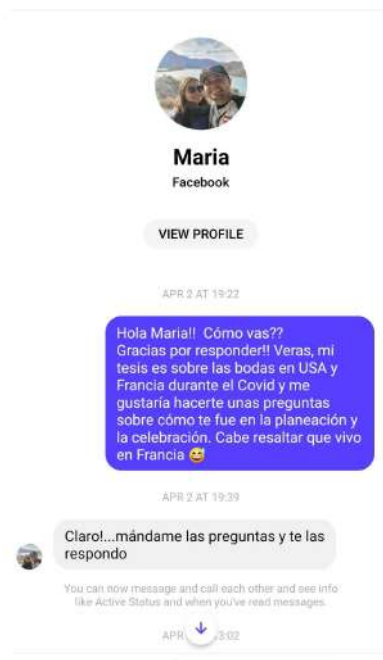 Maria
Facebook
VIEW PROFILE
APR 2 AT 19:22
Hola Maria!!  Cómo vas??
Gracias por responder!! Veras, mi
tesis es sobre las bodas en USA y
Francia durante el Covid y me
gustaría hacerte unas preguntas
sobre cómo te fue en la planeación y
la celebración. Cabe resaltar que vivo
en Francia 😅
APR 2 AT 19:39
Claro!...mándame las preguntas y te las
respondo
You can now message and call each other and see info
like Active Status and when you've read messages.
APR 3:02